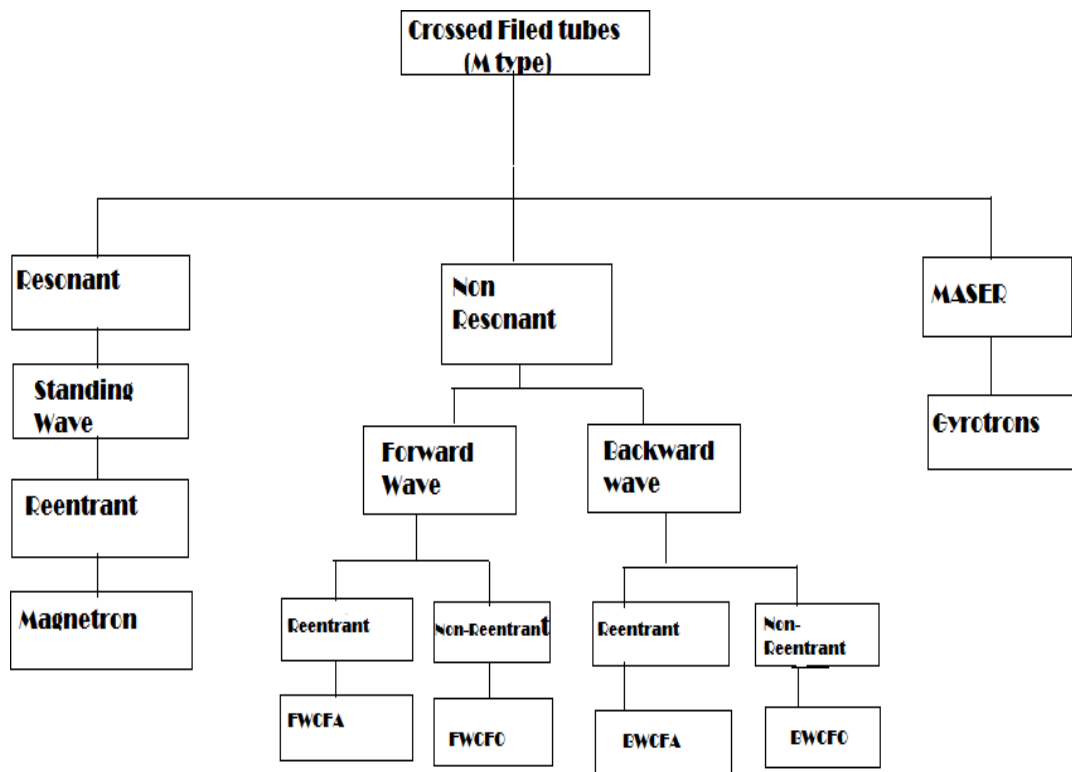 Crossed Filed tubes
(M type)
Resonant
Non
Resonant
MASER
Standing
Wave
Gyrotrons
Forward
Wave
Backward
wave
Reentrant
Magnetron
Reentrant
Non-Reentrant
Reentrant
Non-
Reentrant
FWCFA
FWCFO
BWCFA
BWCFO